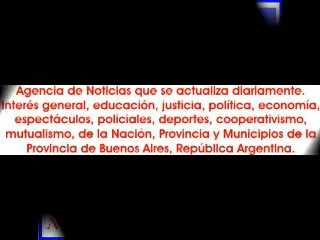 Agencia de Noticias que se actualiza diariamente.
Interés general, educación, justicia, política, economía,
espectáculos, policiales, deportes, cooperativismo,
mutualismo, de la Nación, Provincia y Municipios de la
Provincia de Buenos Aires, República Argentina.